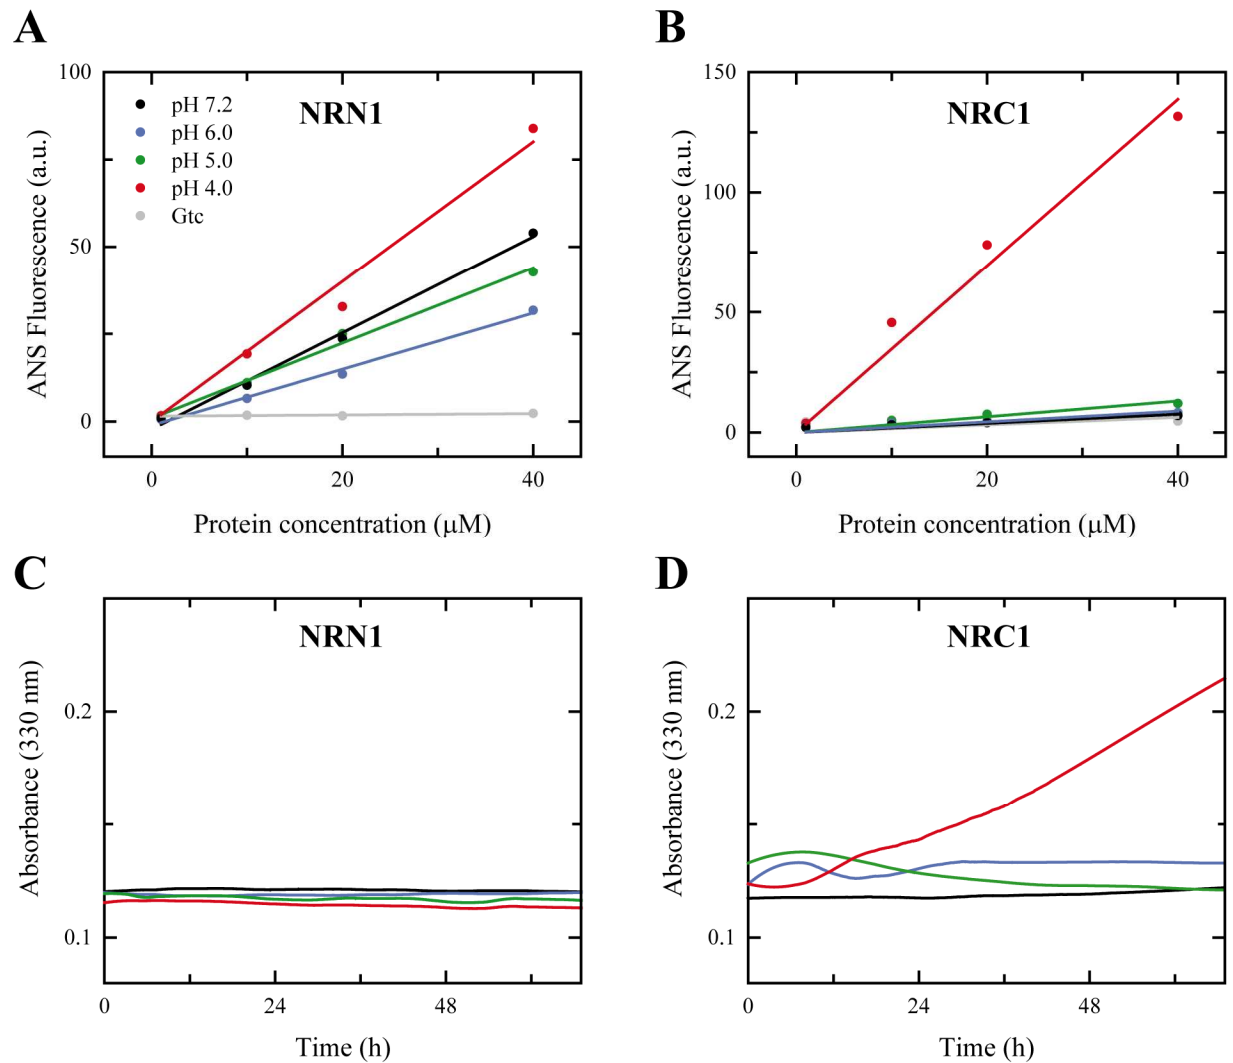 A
100
50
0
ANS Fluorescence (a.u.)
NRN1
pH 7.2
pH 6.0
pH 5.0
pH 4.0
Gtc
0
20
40
Protein concentration (μM)
B
150
100
50
0
ANS Fluorescence (a.u.)
NRC1
0
20
40
Protein concentration (μM)
C
0.2
0.1
Absorbance (330 nm)
NRN1
0
24
48
Time (h)
D
0.2
0.1
Absorbance (330 nm)
NRC1
0
24
48
Time (h)